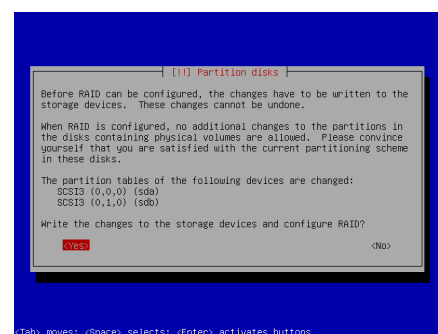 [!!] Partition disks
Before RAID can be configured, the changes have to be written to the
storage devices.  These changes cannot be undone.
When RAID is configured, no additional changes to the partitions in
the disks containing physical volumes are allowed.  Please convince
yourself that you are satisfied with the current partitioning scheme
in these disks.
The partition tables of the following devices are changed:
SCSI3 (0,0,0) (sda)
SCSI3 (0,1,0) (sdb)
Write the changes to the storage devices and configure RAID?
<Yes> <No>
<Tab> moves; <Space> selects; <Enter> activates buttons